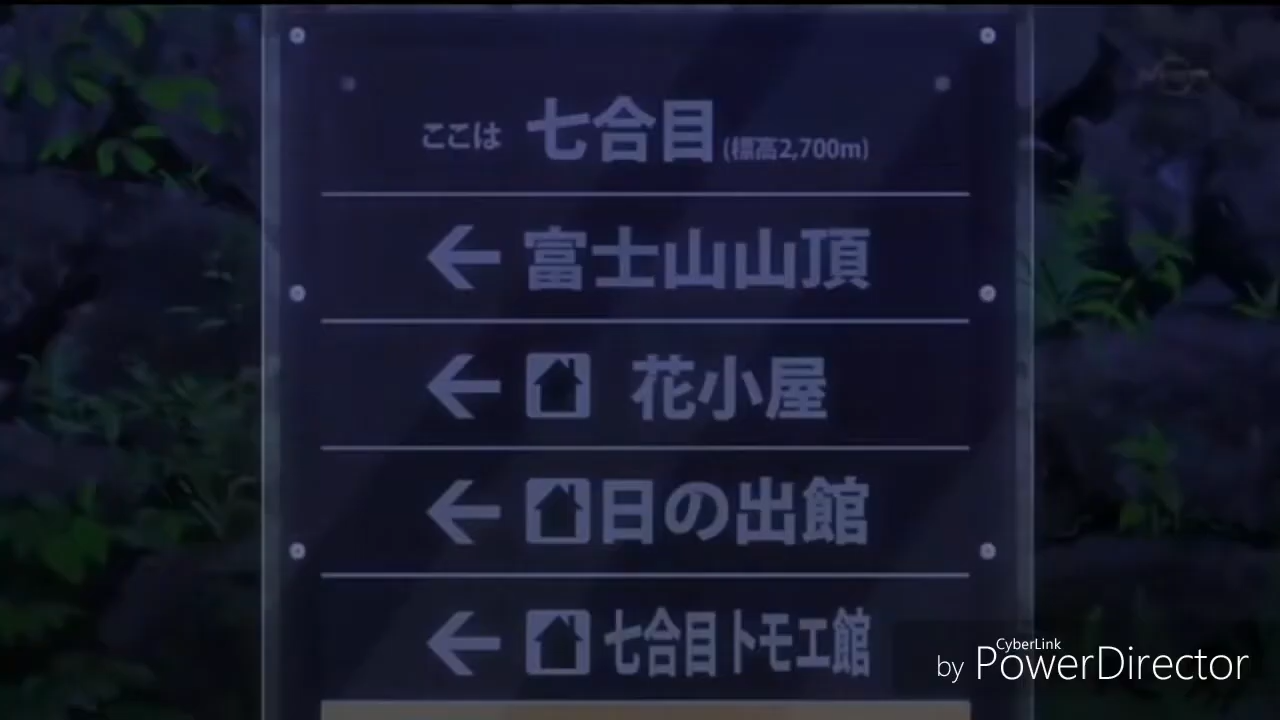 ここは 七合目 (標高2,700m)
← 富士山山頂
← 花小屋
← 日の出館
← 七合目トモエ館
CyberLink
by PowerDirector